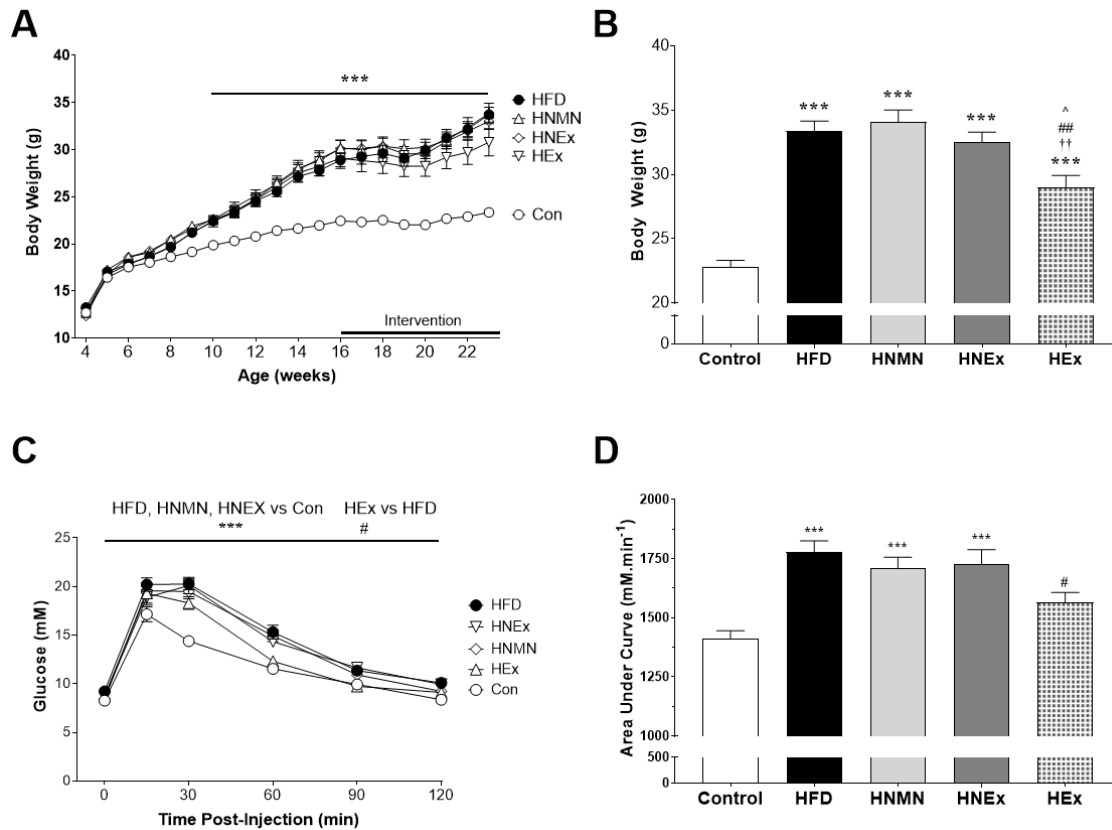 A
40
35
30
25
20
15
10
Body Weight (g)
***
HFD
HNMN
HNEx
HEx
Con
Intervention
4 6 8 10 12 14 16 18 20 22
Age (weeks)
B
40
35
30
25
20
0
Body Weight (g)
***
***
***
^
##
††
***
Control HFD HNMN HNEx HEx
C
HFD, HNMN, HNEX vs Con HEx vs HFD
*** #
25
20
15
10
5
0
Glucose (mM)
HFD
HNEx
HNMN
HEx
Con
0 30 60 90 120
Time Post-Injection (min)
D
2000
1750
1500
1250
1000
500
0
Area Under Curve (mM.min-1)
***
***
***
#
Control HFD HNMN HNEx HEx